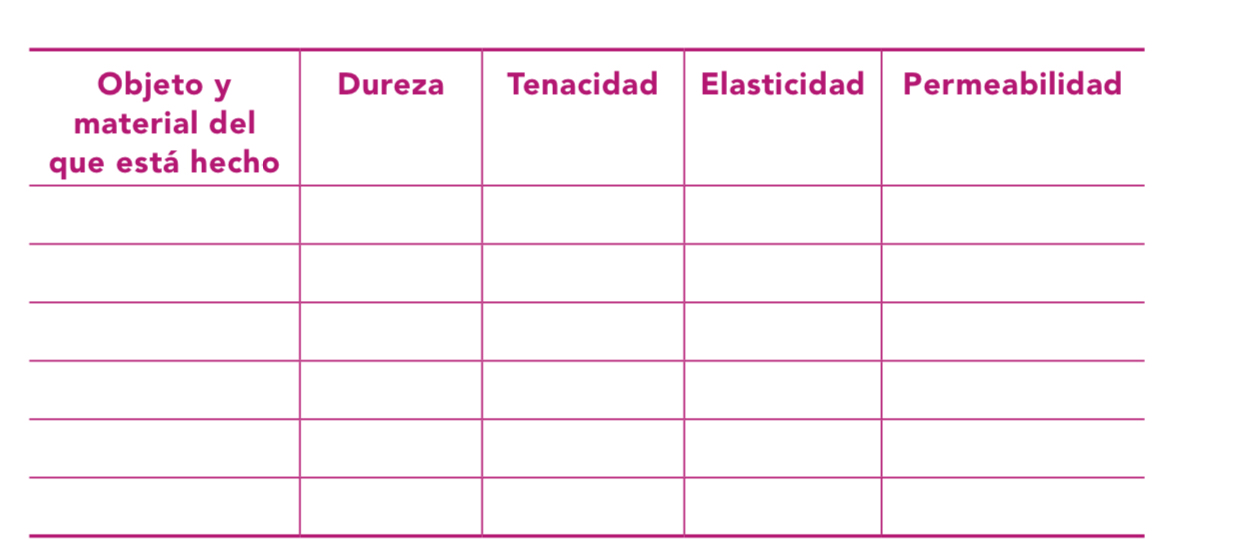 Objeto y
material del
que está hecho
Dureza
Tenacidad
Elasticidad
Permeabilidad